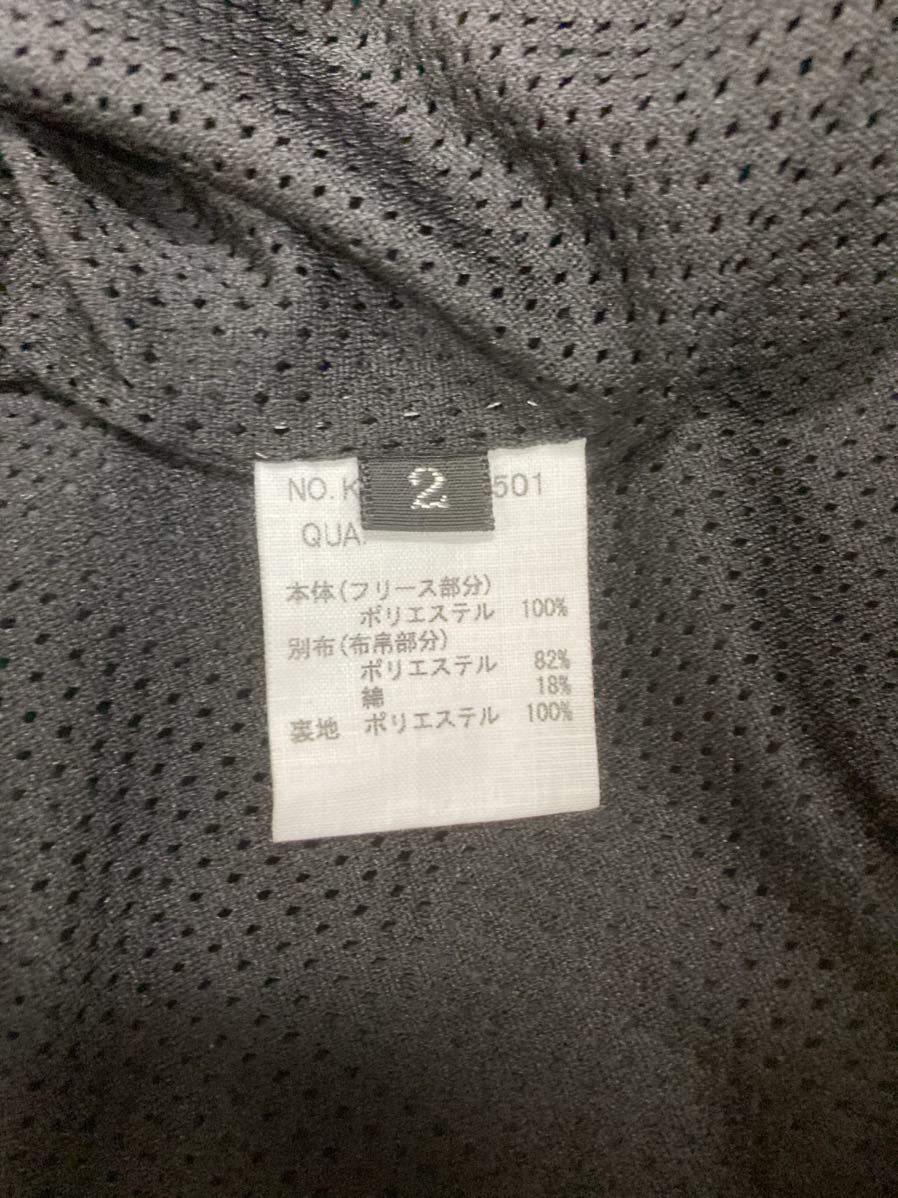 2
NO.K 501
QUA.
本体(フリース部分)
ポリエステル 100%
別布(布帛部分)
ポリエステル 82%
綿 18%
裏地 ポリエステル 100%